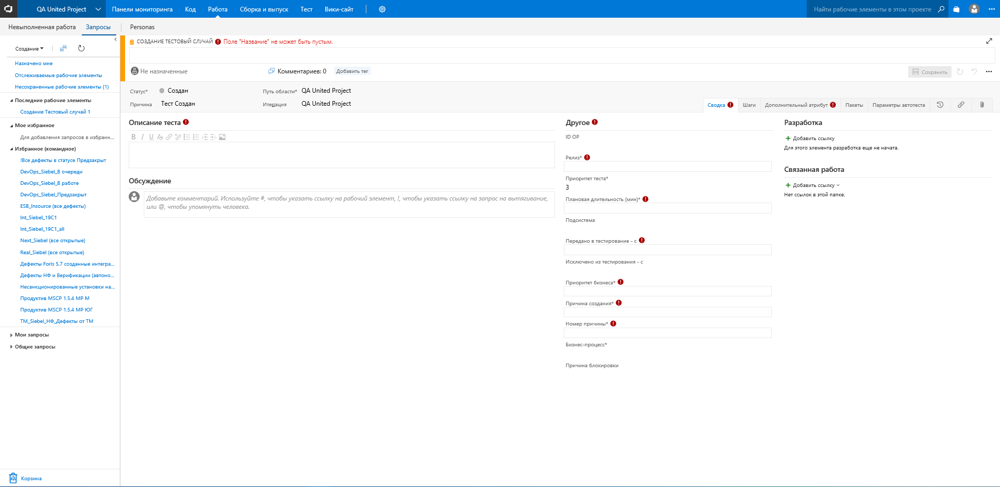 QA United Project
Панели мониторинга
Код
Работа
Сборка и выпуск
Тест
Вики-сайт
Найти рабочие элементы в этом проекте
Невыполненная работа
Запросы
Personas
Создание
Назначено мне
Отслеживаемые рабочие элементы
Несохраненные рабочие элементы (1)
Последние рабочие элементы
Создание Тестовый случай 1
Мое избранное
Для добавления запросов в избранн...
Избранное (командное)
!Все дефекты в статусе Предзакрыт
DevOps_Siebel_В очереди
DevOps_Siebel_В работе
DevOps_Siebel_Предзакрыт
ESB_Insource (все дефекты)
Int_Siebel_19C1
Int_Siebel_19C1_all
Next_Siebel (все открытые)
Real_Siebel (все открытые)
Дефекты Foris 5.7 созданные интегра...
Дефекты НФ и Верификации (автоно...
Несанкционированные установки на...
Продуктив MSCP 1.5.4 МР М
Продуктив MSCP 1.5.4 МР ЮГ
TM_Siebel_НФ_Дефекты от ТМ
Мои запросы
Общие запросы
Корзина
СОЗДАНИЕ ТЕСТОВЫЙ СЛУЧАЙ Поле "Название" не может быть пустым.
Не назначенные
Комментариев: 0
Добавить тег
Сохранить
Статус* Создан
Путь области* QA United Project
Причина Тест Создан
Итерация QA United Project
Сводка
Шаги
Дополнительный атрибут
Пакеты
Параметры автотеста
Описание теста
B I U
Обсуждение
Добавьте комментарий. Используйте #, чтобы указать ссылку на рабочий элемент, !, чтобы указать ссылку на запрос на вытягивание,
или @, чтобы упомянуть человека.
Другое
ID OP
Релиз*
Приоритет теста*
3
Плановая длительность (мин)*
Подсистема
Передано в тестирование - с
Исключено из тестирования - с
Приоритет бизнеса*
Причина создания*
Номер причины*
Бизнес-процесс*
Причина блокировки
Разработка
Добавить ссылку
Для этого элемента разработка еще не начата.
Связанная работа
Добавить ссылку
Нет ссылок в этой папке.